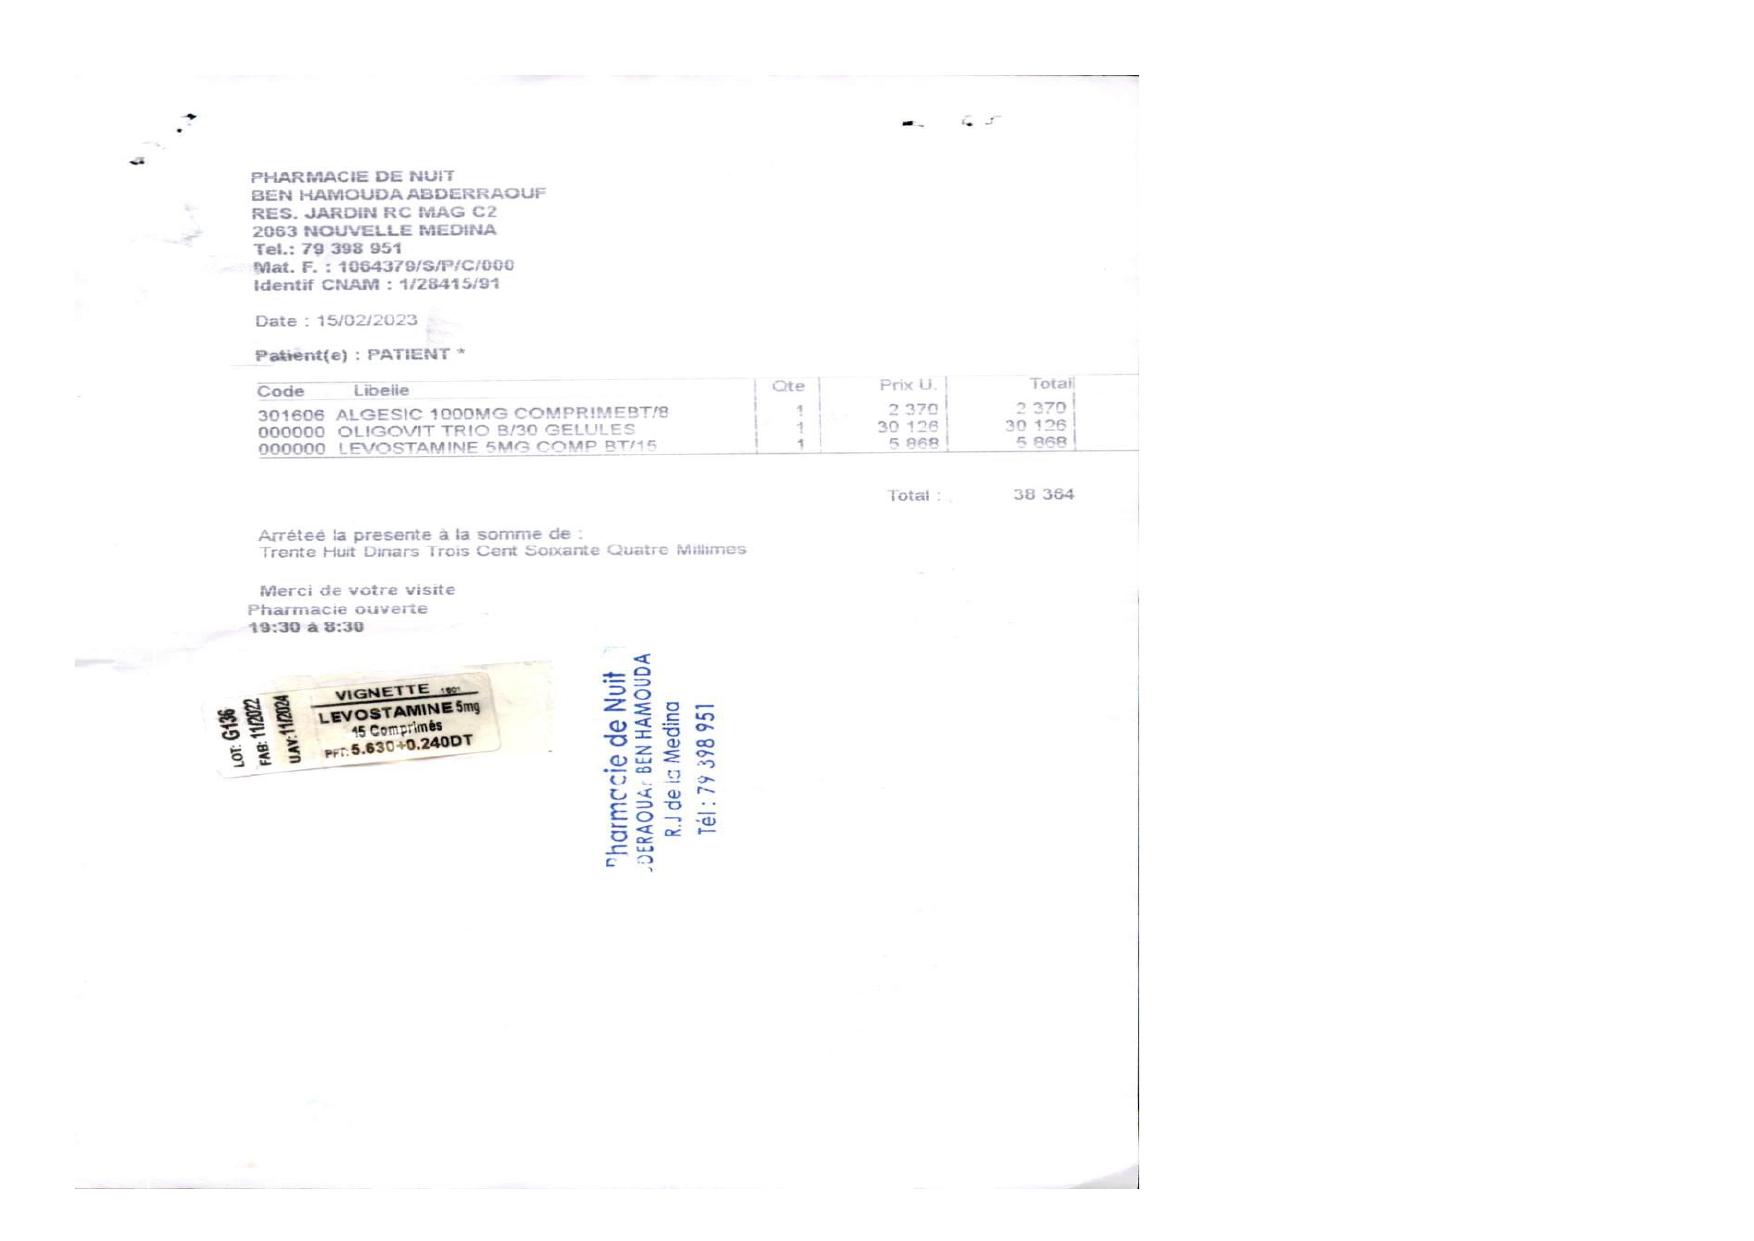 PHARMACIE DE NUIT
BEN HAMOUDA ABDERRAOUF
RES. JARDIN RC MAG C2
2063 NOUVELLE MEDINA
Tel.: 79 398 951
Mat. F. : 1064379/S/P/C/000
Identif CNAM : 1/28415/91
Date : 15/02/2023
Patient(e) : PATIENT *
Code Libelle Qte Prix U. Total
301606 ALGESIC 1000MG COMPRIMEBT/8 1 2 370 2 370
000000 OLIGOVIT TRIO B/30 GELULES 1 30 126 30 126
000000 LEVOSTAMINE 5MG COMP BT/15 1 5 868 5 868
Total : 38 364
Arrêteé la presente à la somme de :
Trente Huit Dinars Trois Cent Soixante Quatre Millimes
Merci de votre visite
Pharmacie ouverte
19:30 à 8:30
LOT: G136
FAB: 11/2022
UAV: 11/2024
VIGNETTE
LEVOSTAMINE 5mg
15 Comprimés
PPT: 5.630+0.240DT
Pharmacie de Nuit
BEN HAMOUDA
R.J de la Medina
Tél : 79 398 951